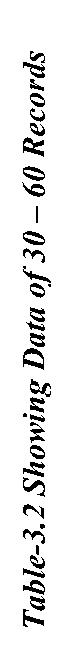 Table-3.2 Showing Data of 30 – 60 Records